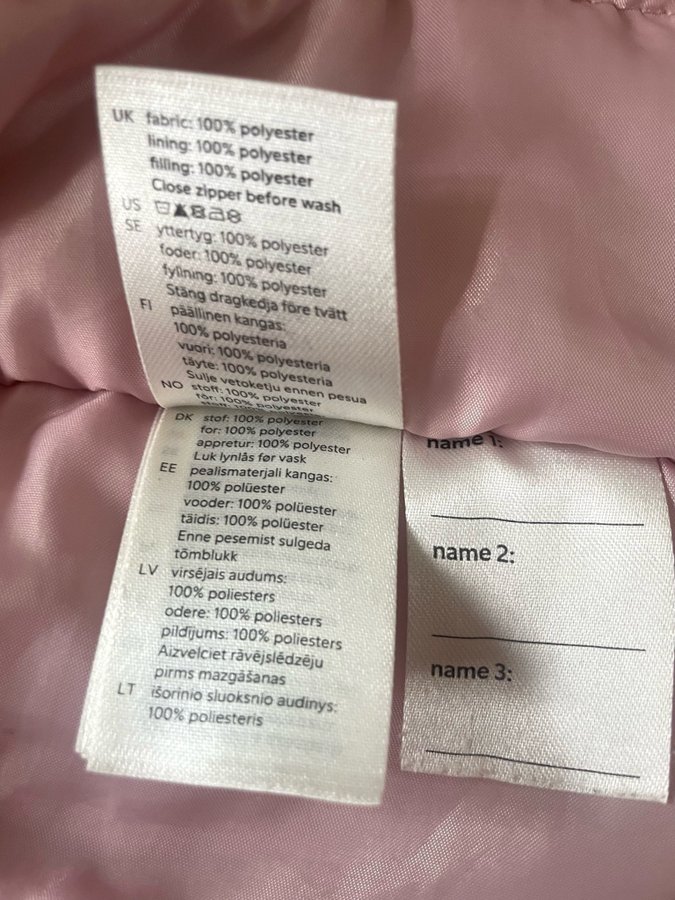 UK fabric: 100% polyester
lining: 100% polyester
filling: 100% polyester
Close zipper before wash
US
SE yttertyg: 100% polyester
foder: 100% polyester
fyllning: 100% polyester
Stäng dragkedja före tvätt
FI päällinen kangas:
100% polyesteria
vuori: 100% polyesteria
täyte: 100% polyesteria
Sulje vetoketju ennen pesua
NO stoff: 100% polyester
fôr: 100% polyester
DK stof: 100% polyester
for: 100% polyester
appretur: 100% polyester
Luk lynlås før vask
EE pealismaterjali kangas:
100% polüester
vooder: 100% polüester
täidis: 100% polüester
Enne pesemist sulgeda
tõmblukk
LV virsējais audums:
100% poliesters
odere: 100% poliesters
pildījums: 100% poliesters
Aizvelciet rāvējslēdzēju
pirms mazgāšanas
LT išorinio sluoksnio audinys:
100% poliesteris
name 1:
name 2:
name 3: